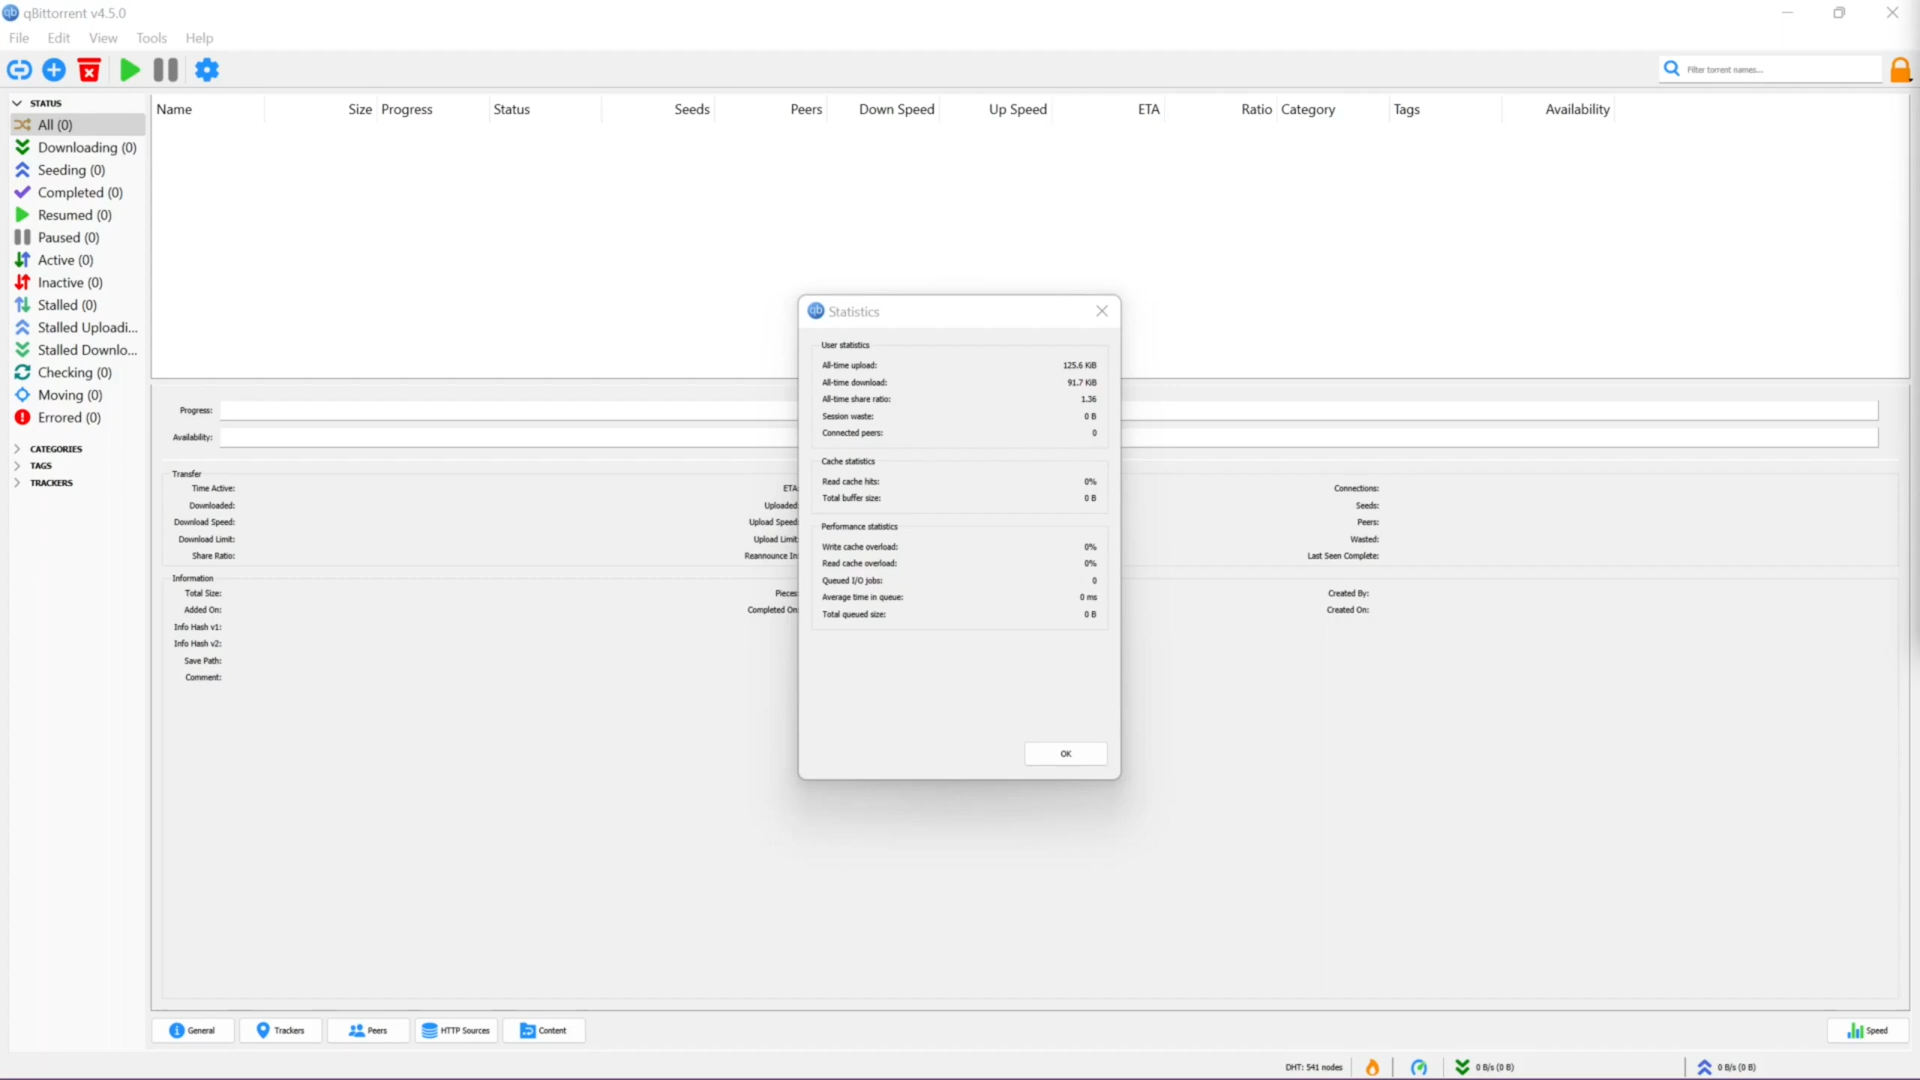 qBittorrent v4.5.0
File Edit View Tools Help
Filter torrent names...
STATUS
All (0)
Downloading (0)
Seeding (0)
Completed (0)
Resumed (0)
Paused (0)
Active (0)
Inactive (0)
Stalled (0)
Stalled Uploadi...
Stalled Downlo...
Checking (0)
Moving (0)
Errored (0)
CATEGORIES
TAGS
TRACKERS
Name Size Progress Status Seeds Peers Down Speed Up Speed ETA Ratio Category Tags Availability
Progress:
Availability:
Transfer
Time Active: ETA: Connections:
Downloaded: Uploaded: Seeds:
Download Speed: Upload Speed: Peers:
Download Limit: Upload Limit: Wasted:
Share Ratio: Reannounce In: Last Seen Complete:
Information
Total Size: Pieces: Created By:
Added On: Completed On: Created On:
Info Hash v1:
Info Hash v2:
Save Path:
Comment:
Statistics
User statistics
All-time upload: 125.6 KiB
All-time download: 91.7 KiB
All-time share ratio: 1.36
Session waste: 0 B
Connected peers: 0
Cache statistics
Read cache hits: 0%
Total buffer size: 0 B
Performance statistics
Write cache overload: 0%
Read cache overload: 0%
Queued I/O jobs: 0
Average time in queue: 0 ms
Total queued size: 0 B
OK
General Trackers Peers HTTP Sources Content Speed
DHT: 541 nodes 0 B/s (0 B) 0 B/s (0 B)